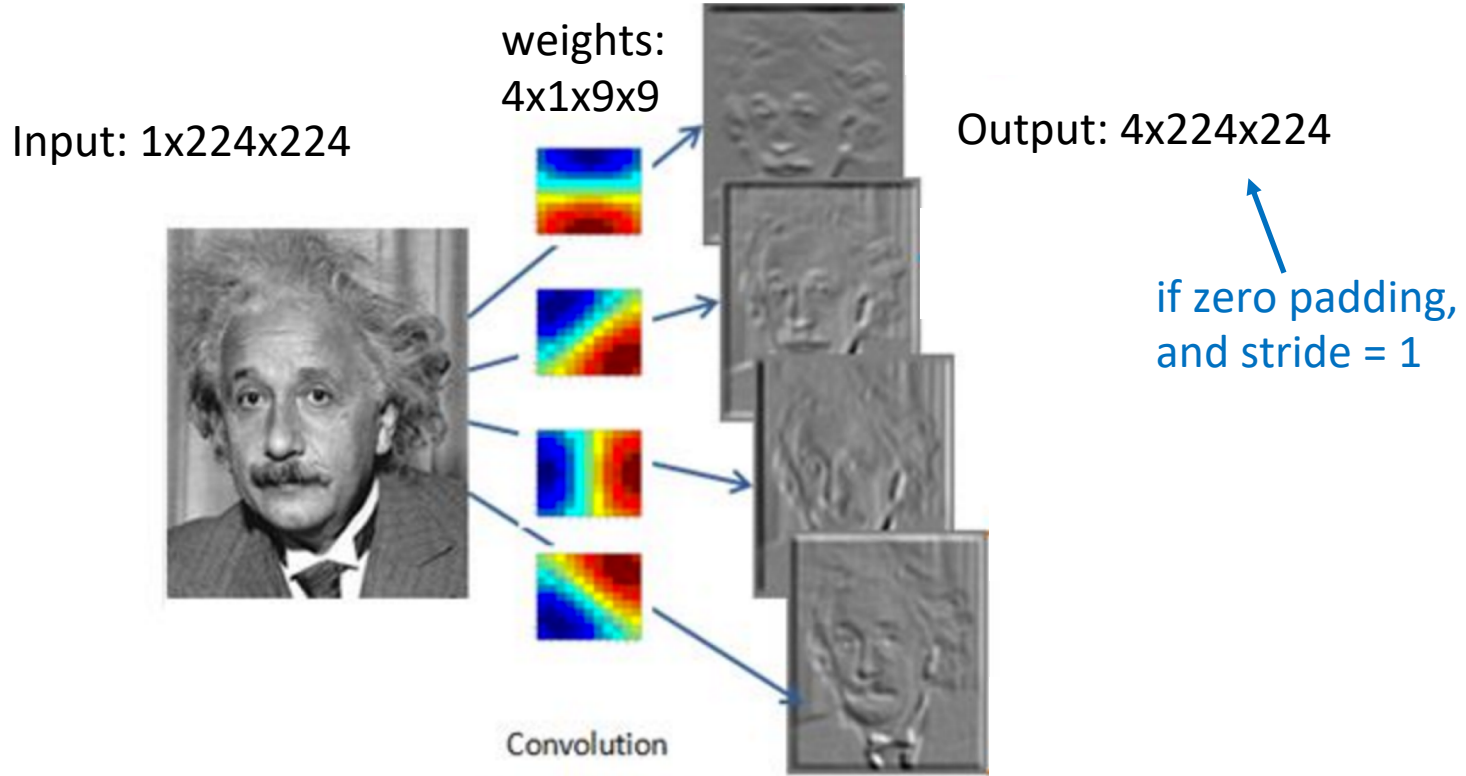 Input: 1x224x224
weights:
4x1x9x9
Output: 4x224x224
if zero padding,
and stride = 1
Convolution